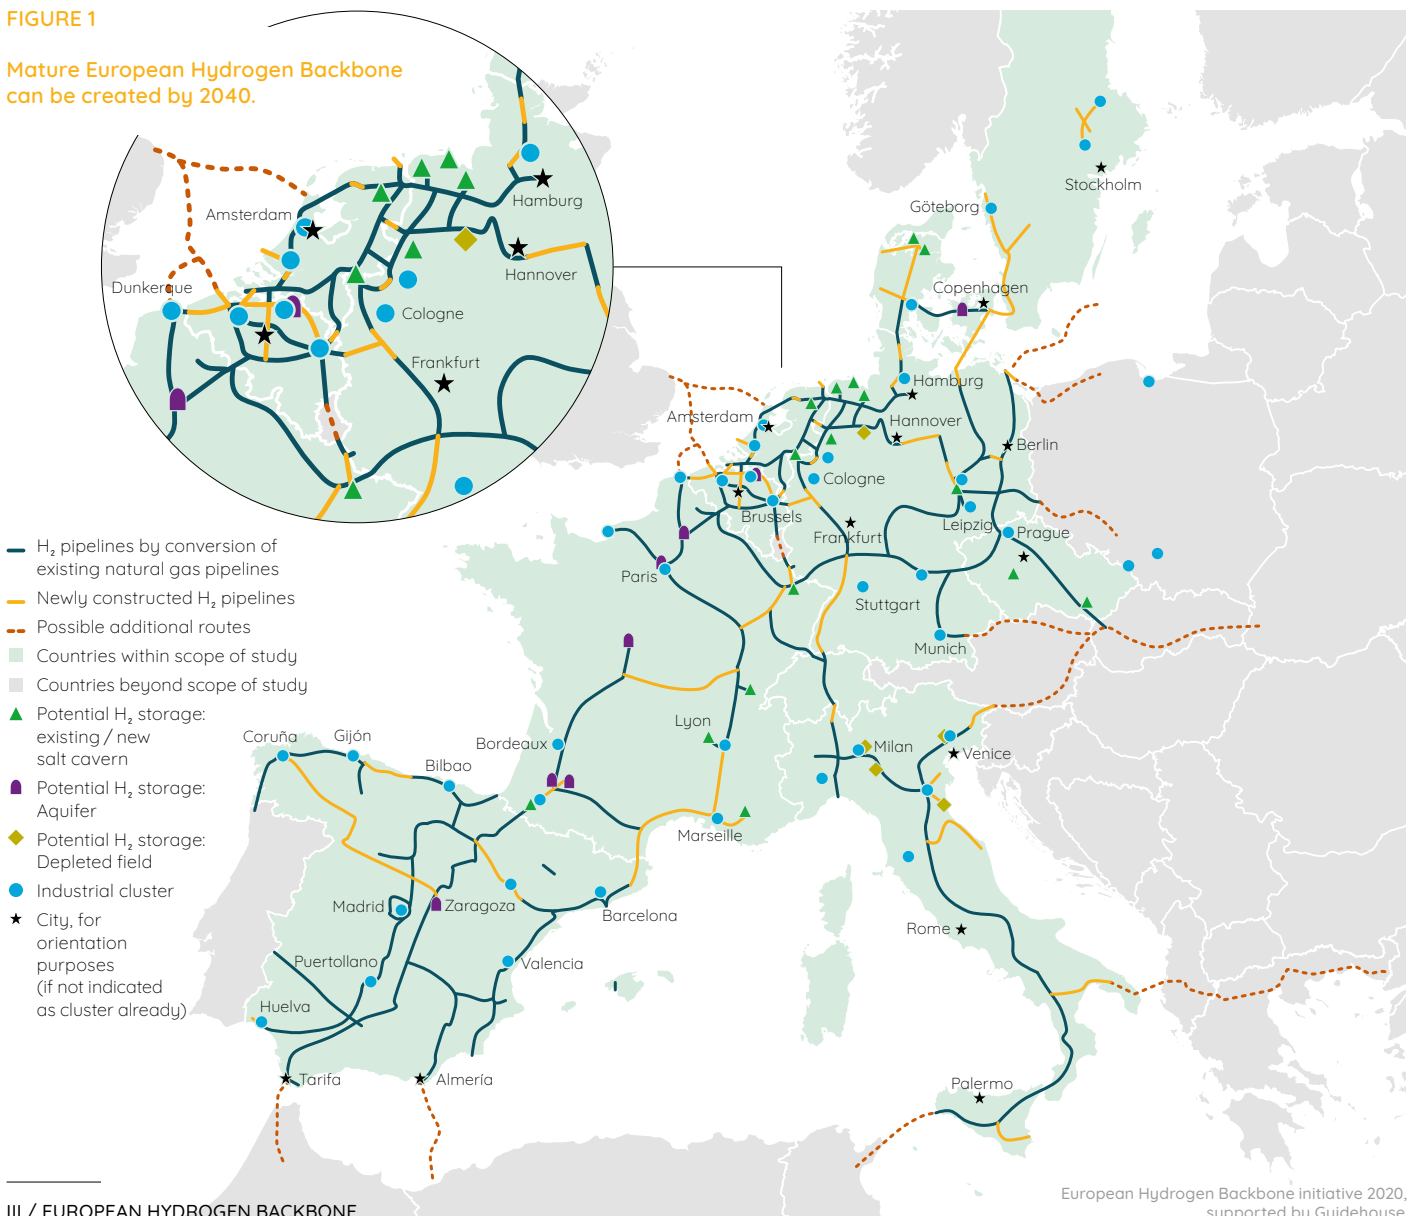 FIGURE 1
Mature European Hydrogen Backbone
can be created by 2040.
Amsterdam
Hamburg
Hannover
Dunkerque
Cologne
Frankfurt
H₂ pipelines by conversion of
existing natural gas pipelines
Newly constructed H₂ pipelines
Possible additional routes
Countries within scope of study
Countries beyond scope of study
Potential H₂ storage:
existing / new
salt cavern
Potential H₂ storage:
Aquifer
Potential H₂ storage:
Depleted field
Industrial cluster
City, for
orientation
purposes
(if not indicated
as cluster already)
Stockholm
Göteborg
Copenhagen
Hamburg
Amsterdam
Hannover
Berlin
Cologne
Brussels
Leipzig
Frankfurt
Prague
Paris
Stuttgart
Munich
Lyon
Coruña
Gijón
Bordeaux
Milan
Venice
Bilbao
Marseille
Madrid
Zaragoza
Barcelona
Rome
Puertollano
Valencia
Huelva
Tarifa
Almería
Palermo
III / EUROPEAN HYDROGEN BACKBONE
European Hydrogen Backbone initiative 2020,
supported by Guidehouse